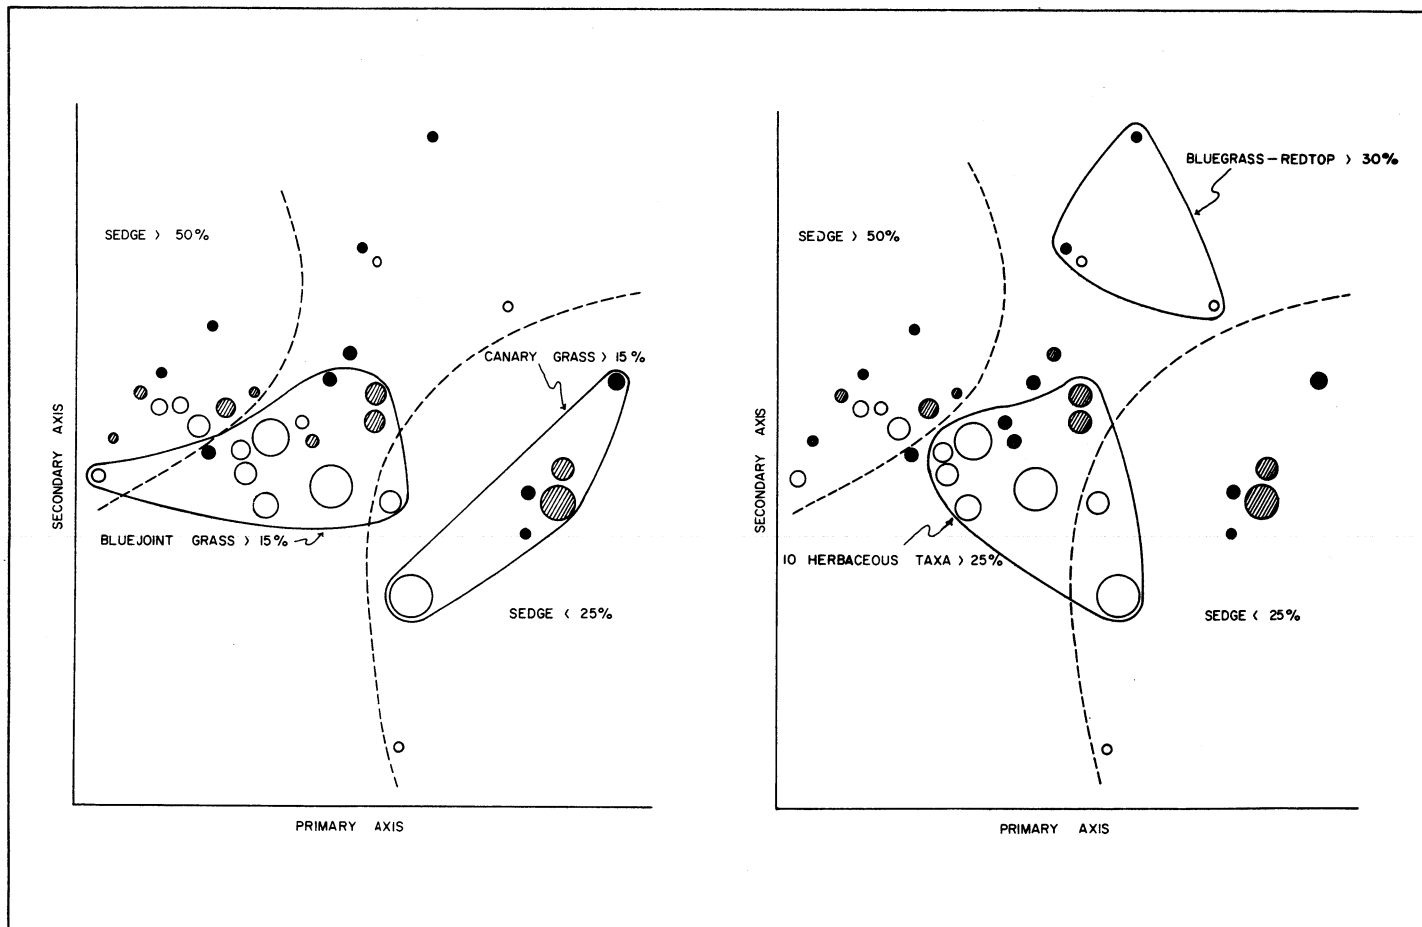 SEDGE > 50%
CANARY GRASS > 15%
SECONDARY AXIS
BLUEJOINT GRASS > 15%
SEDGE < 25%
PRIMARY AXIS
BLUEGRASS-REDTOP > 30%
SEDGE > 50%
SECONDARY AXIS
10 HERBACEOUS TAXA > 25%
SEDGE < 25%
PRIMARY AXIS